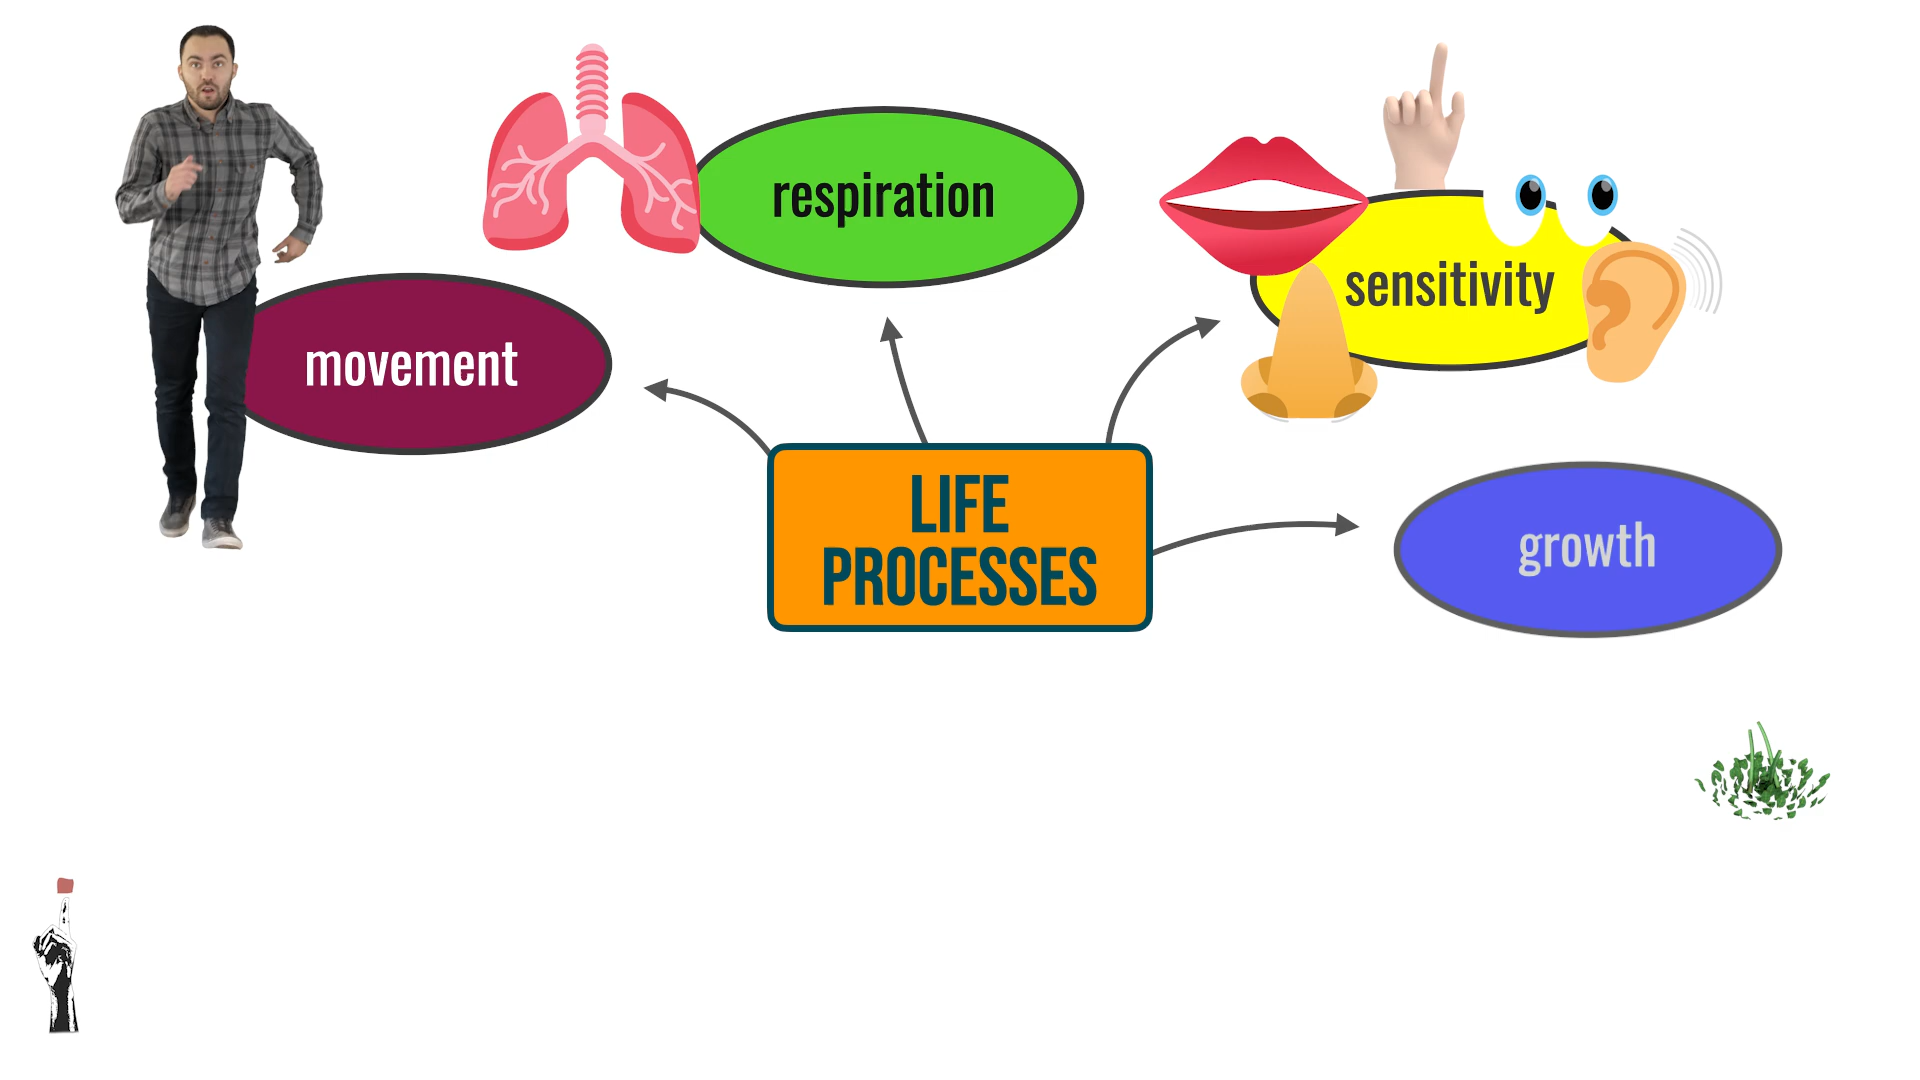 respiration
sensitivity
movement
LIFE
PROCESSES
growth